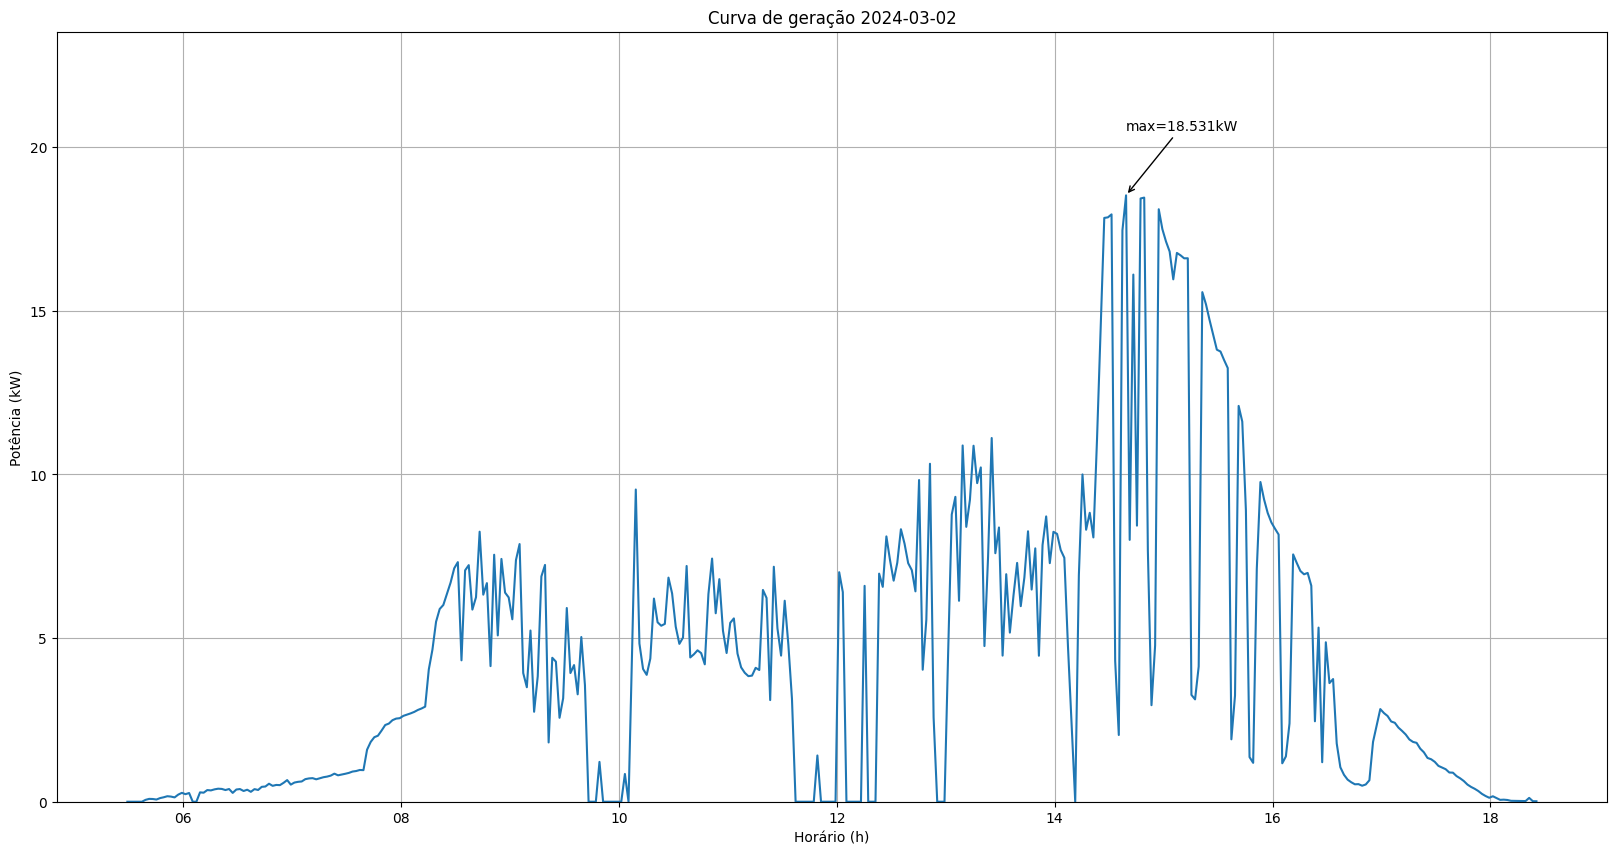 Curva de geração 2024-03-02
max=18.531kW
20
15
10
5
0
Potência (kW)
06 08 10 12 14 16 18
Horário (h)